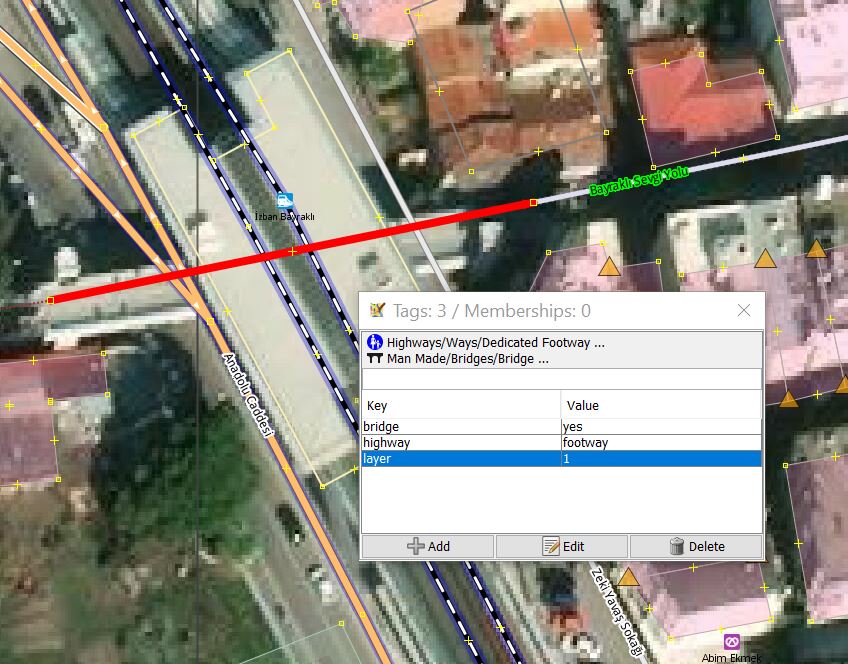 Bayraklı Sevgi Yolu
İzban Bayraklı
Tags: 3 / Memberships: 0
Highways/Ways/Dedicated Footway ...
Man Made/Bridges/Bridge ...
Key Value
bridge yes
highway footway
layer 1
Add Edit Delete
Anadolu Caddesi
Zeki Yavaş Sokağı
Abim Ekmek